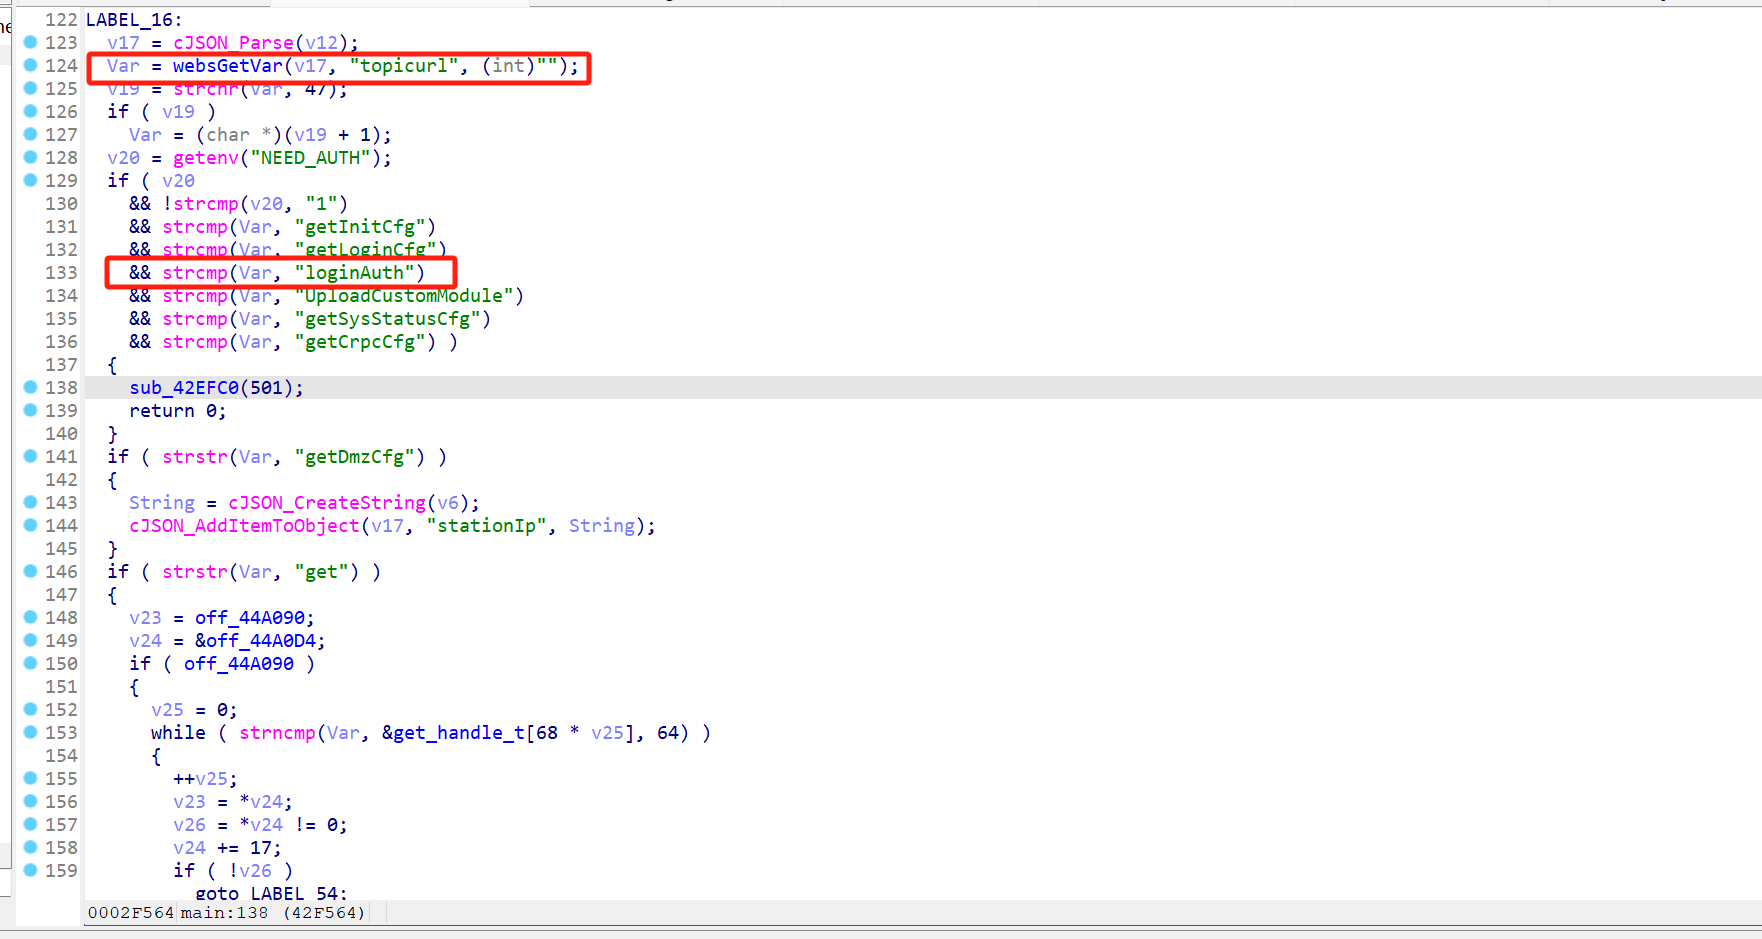 he
122 LABEL_16:
123 v17 = cJSON_Parse(v12);
124 Var = websGetVar(v17, "topicurl", (int)"");
125 v19 = strchr(Var, 47);
126 if ( v19 )
127 Var = (char *)(v19 + 1);
128 v20 = getenv("NEED_AUTH");
129 if ( v20
130 && !strcmp(v20, "1")
131 && strcmp(Var, "getInitCfg")
132 && strcmp(Var, "getLoginCfg")
133 && strcmp(Var, "loginAuth")
134 && strcmp(Var, "UploadCustomModule")
135 && strcmp(Var, "getSysStatusCfg")
136 && strcmp(Var, "getCrpcCfg") )
137 {
138 sub_42EFC0(501);
139 return 0;
140 }
141 if ( strstr(Var, "getDmzCfg") )
142 {
143 String = cJSON_CreateString(v6);
144 cJSON_AddItemToObject(v17, "stationIp", String);
145 }
146 if ( strstr(Var, "get") )
147 {
148 v23 = off_44A090;
149 v24 = &off_44A0D4;
150 if ( off_44A090 )
151 {
152 v25 = 0;
153 while ( strncmp(Var, &get_handle_t[68 * v25], 64) )
154 {
155 ++v25;
156 v23 = *v24;
157 v26 = *v24 != 0;
158 v24 += 17;
159 if ( !v26 )
goto LABEL_54;
0002F564 main:138 (42F564)